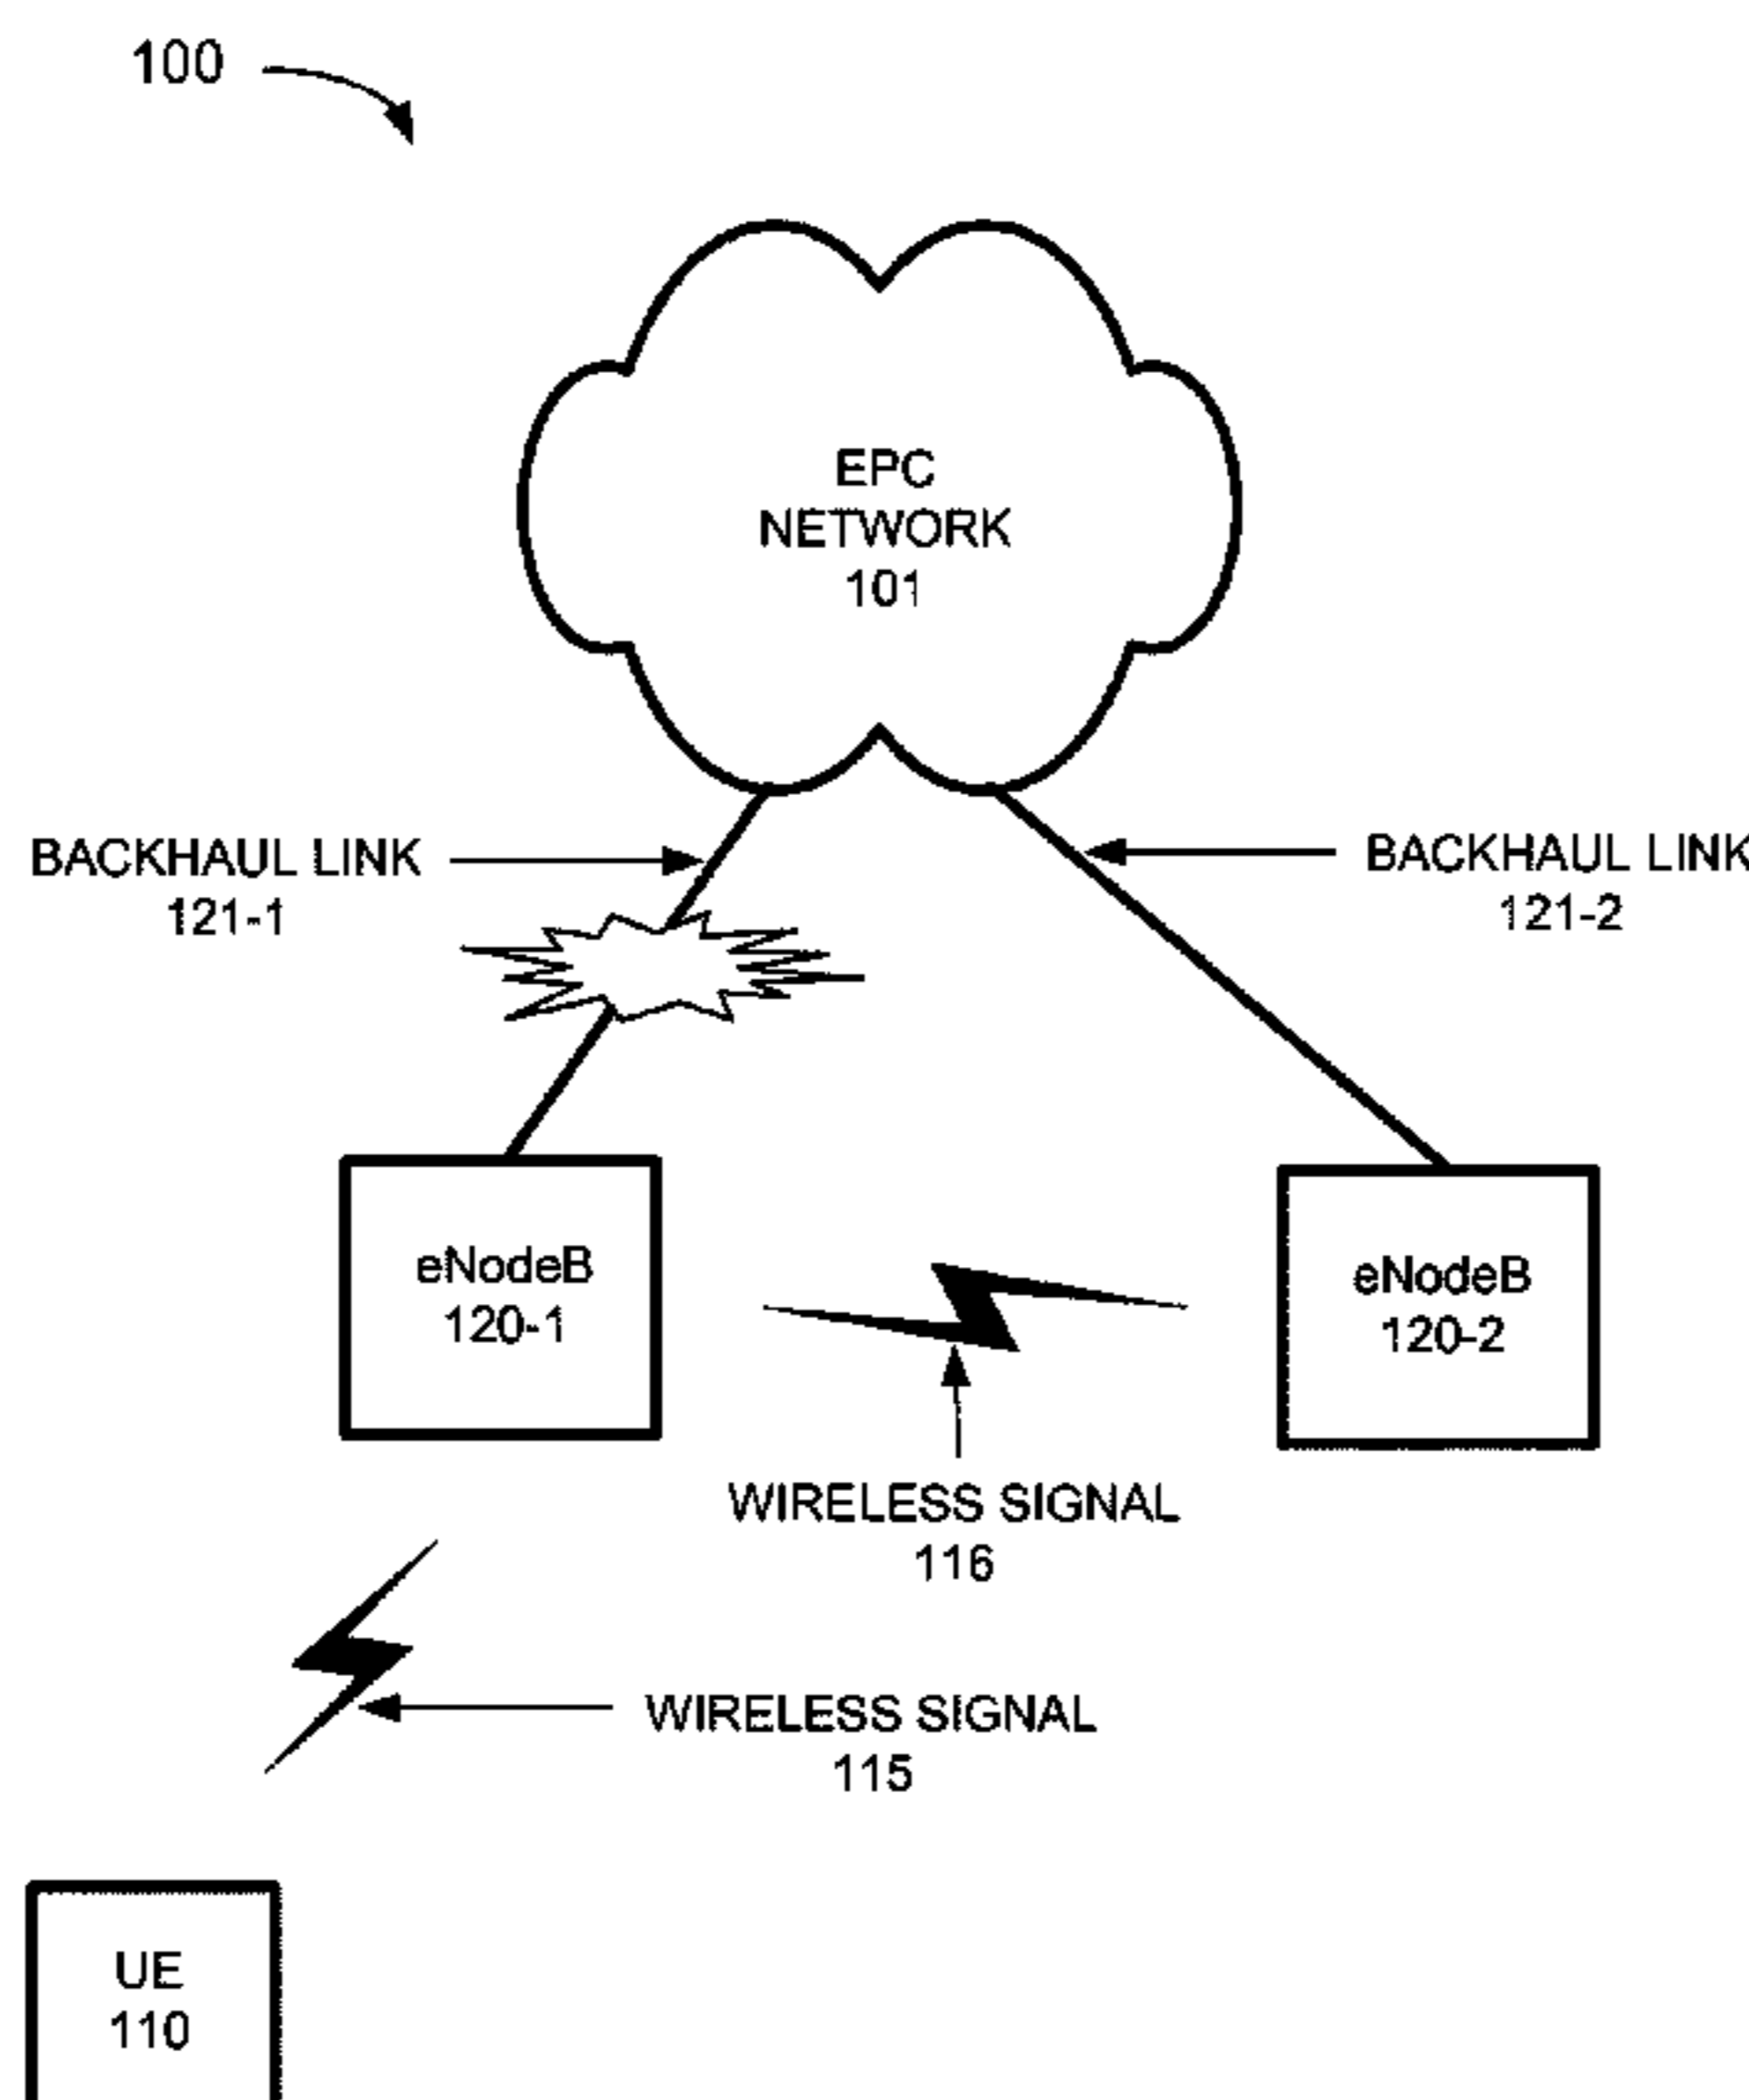 100
EPC
NETWORK
101
BACKHAUL LINK
121-1
BACKHAUL LINK
121-2
eNodeB
120-1
eNodeB
120-2
WIRELESS SIGNAL
116
WIRELESS SIGNAL
115
UE
110